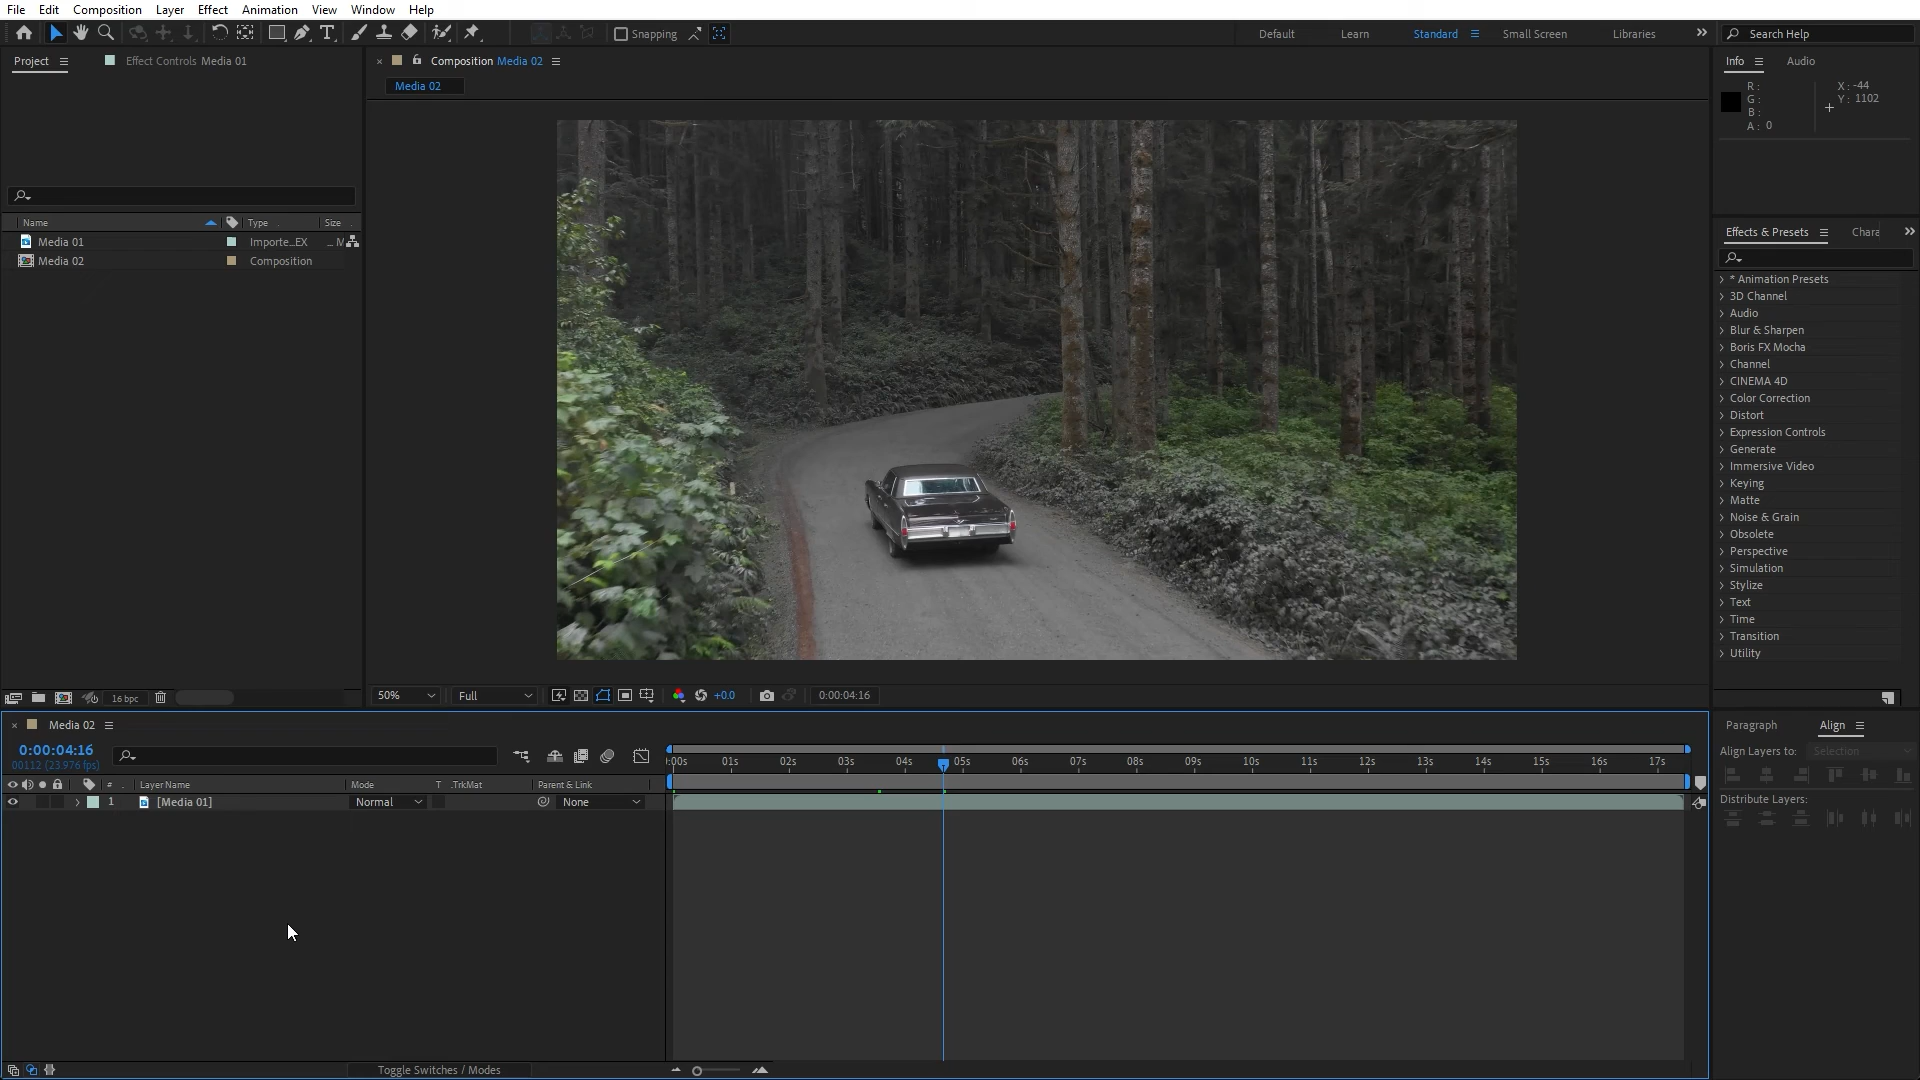 File Edit Composition Layer Effect Animation View Window Help
Snapping
Default Learn Standard Small Screen Libraries
Search Help
Project
Effect Controls Media 01
Composition Media 02
Media 02
Info Audio
R :
G :
B :
A : 0
X : -44
Y : 1102
Name Type Size
Media 01 Importe...EX ... M
Media 02 Composition
Effects & Presets Chara
* Animation Presets
3D Channel
Audio
Blur & Sharpen
Boris FX Mocha
Channel
CINEMA 4D
Color Correction
Distort
Expression Controls
Generate
Immersive Video
Keying
Matte
Noise & Grain
Obsolete
Perspective
Simulation
Stylize
Text
Time
Transition
Utility
16 bpc
50% Full +0.0 0:00:04:16
Media 02
0:00:04:16
00112 (23.976 fps)
:00s 01s 02s 03s 04s 05s 06s 07s 08s 09s 10s 11s 12s 13s 14s 15s 16s 17s
# . Layer Name Mode T .TrkMat Parent & Link
1 [Media 01] Normal None
Toggle Switches / Modes
Paragraph Align
Align Layers to: Selection
Distribute Layers: